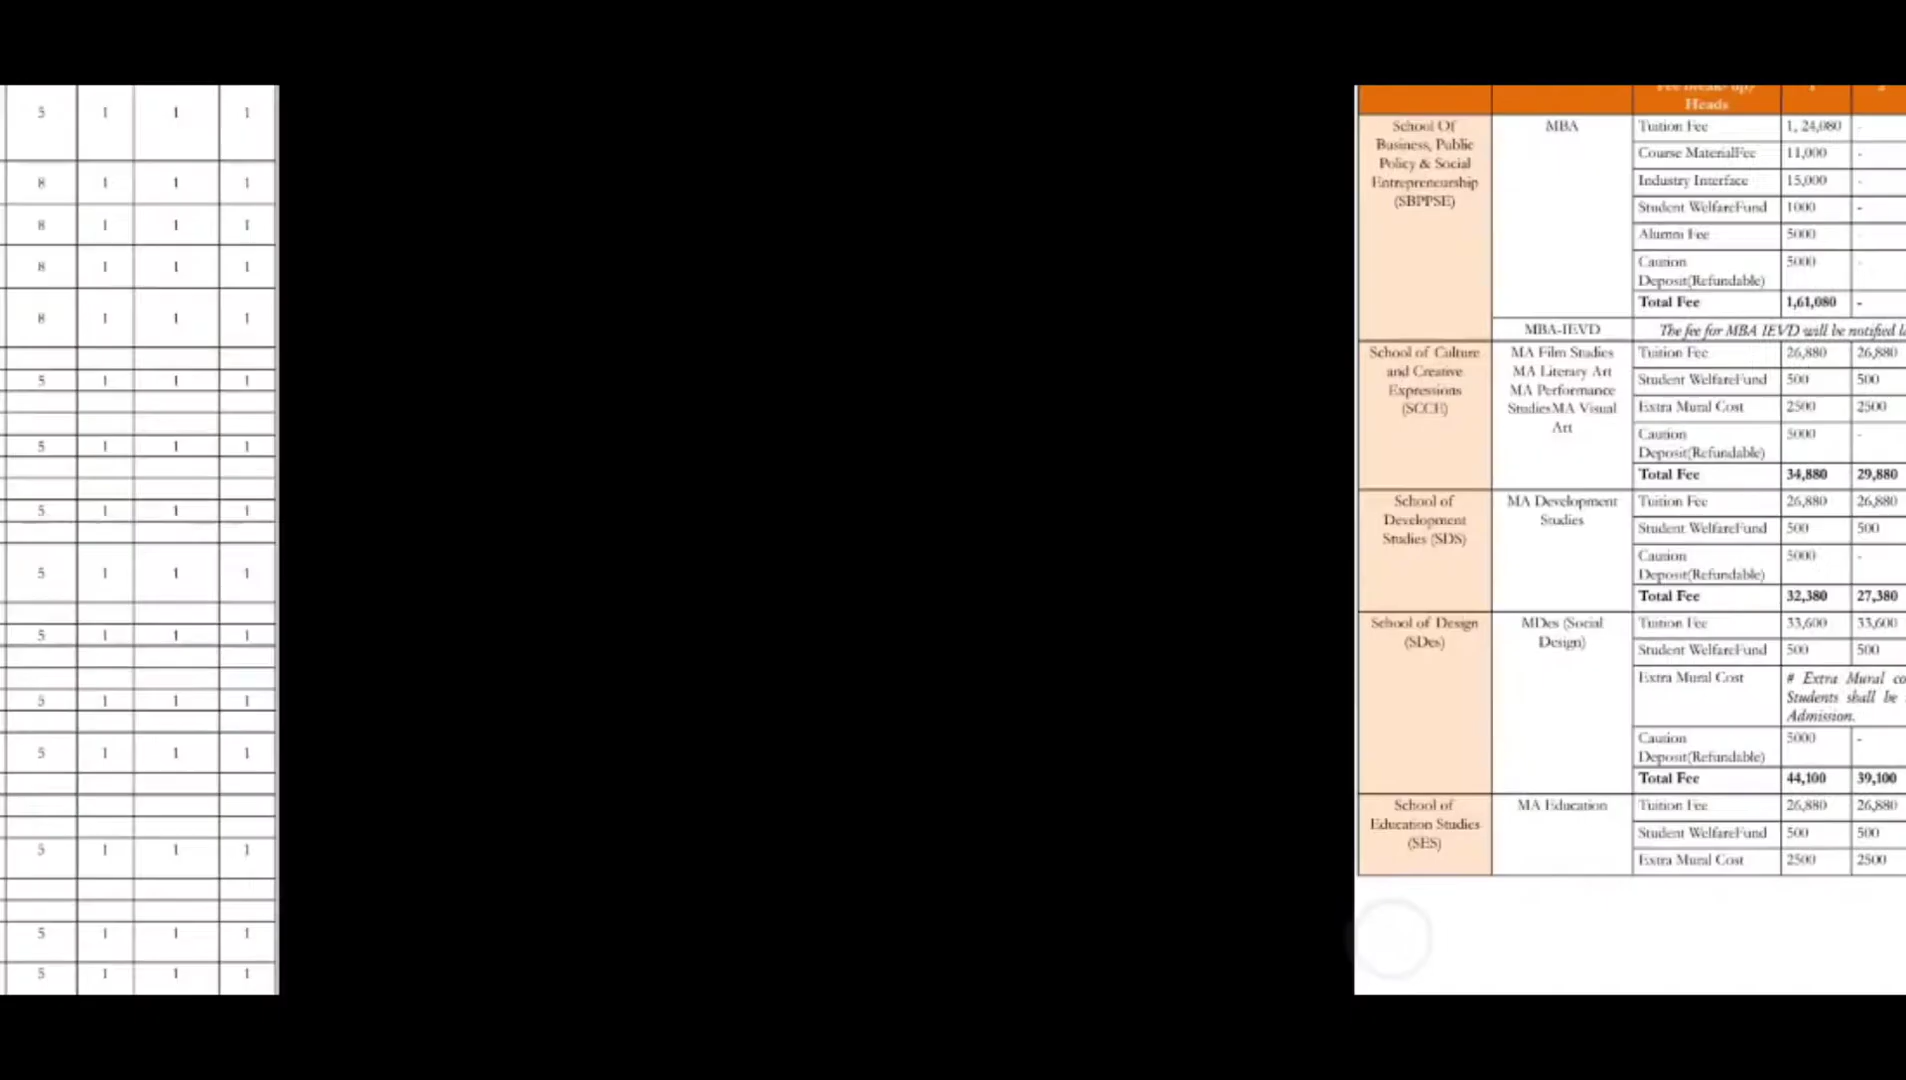 5 1 1 1
8 1 1 1
8 1 1 1
8 1 1 1
8 1 1 1
5 1 1 1
5 1 1 1
5 1 1 1
5 1 1 1
5 1 1 1
5 1 1 1
5 1 1 1
5 1 1 1
5 1 1 1
5 1 1 1
Heads
School Of
Business, Public
Policy & Social
Entrepreneurship
(SBPPSE)
MBA
Tuition Fee 1, 24,080 -
Course MaterialFee 11,000 -
Industry Interface 15,000 -
Student WelfareFund 1000 -
Alumni Fee 5000
Caution
Deposit(Refundable)
5000 -
Total Fee 1,61,080 -
MBA-IEVD
The fee for MBA IEVD will be notified
School of Culture
and Creative
Expressions
(SCCE)
MA Film Studies
MA Literary Art
MA Performance
StudiesMA Visual
Art
Tuition Fee 26,880 26,880
Student WelfareFund 500 500
Extra Mural Cost 2500 2500
Caution
Deposit(Refundable)
5000 -
Total Fee 34,880 29,880
School of
Development
Studies (SDS)
MA Development
Studies
Tuition Fee 26,880 26,880
Student WelfareFund 500 500
Caution
Deposit(Refundable)
5000 -
Total Fee 32,380 27,380
School of Design
(SDes)
MDes (Social
Design)
Tuition Fee 33,600 33,600
Student WelfareFund 500 500
Extra Mural Cost
# Extra Mural co
Students shall be
Admission.
Caution
Deposit(Refundable)
5000 -
Total Fee 44,100 39,100
School of
Education Studies
(SES)
MA Education
Tuition Fee 26,880 26,880
Student WelfareFund 500 500
Extra Mural Cost 2500 2500